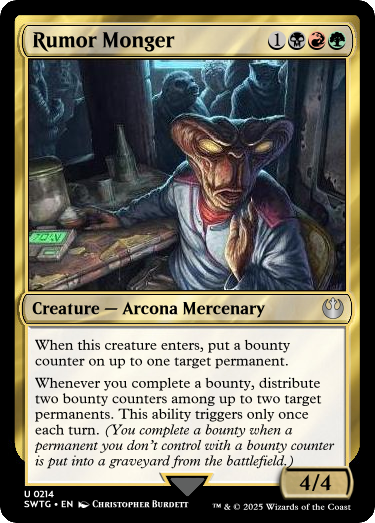 Rumor Monger 1
Creature — Arcona Mercenary
When this creature enters, put a bounty
counter on up to one target permanent.
Whenever you complete a bounty, distribute
two bounty counters among up to two target
permanents. This ability triggers only once
each turn. (You complete a bounty when a
permanent you don't control with a bounty counter
is put into a graveyard from the battlefield.)
4/4
U 0214
SWTG • EN Christopher Burdett
™ & © 2025 Wizards of the Coast